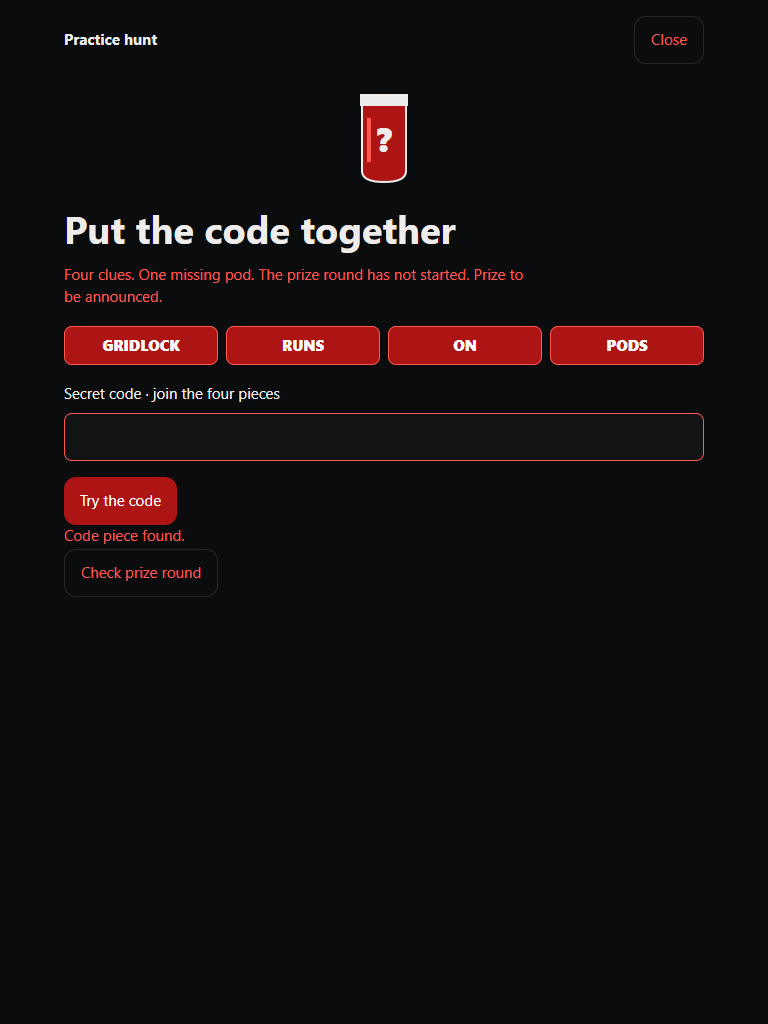 Practice hunt
Close
?
Put the code together
Four clues. One missing pod. The prize round has not started. Prize to
be announced.
GRIDLOCK
RUNS
ON
PODS
Secret code · join the four pieces
Try the code
Code piece found.
Check prize round